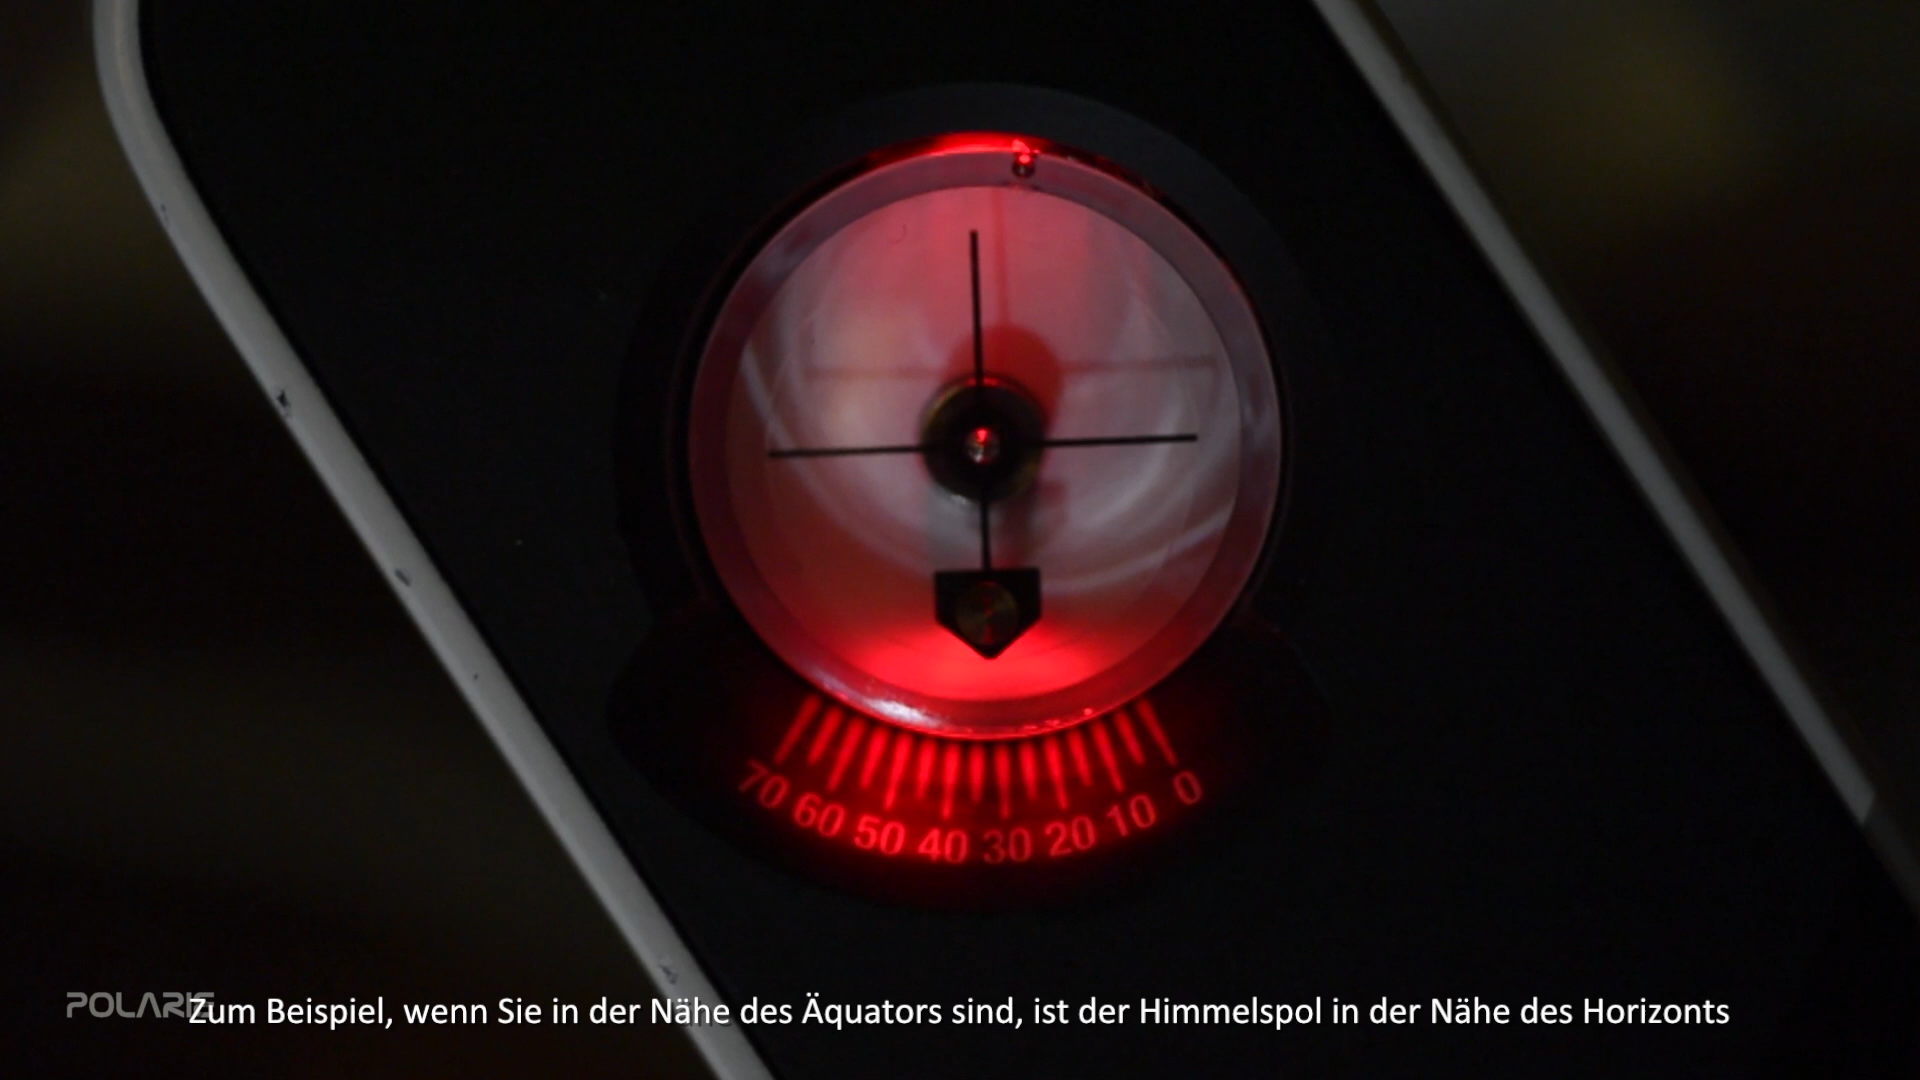 70 60 50 40 30 20 10 0
POLARIE
Zum Beispiel, wenn Sie in der Nähe des Äquators sind, ist der Himmelspol in der Nähe des Horizonts